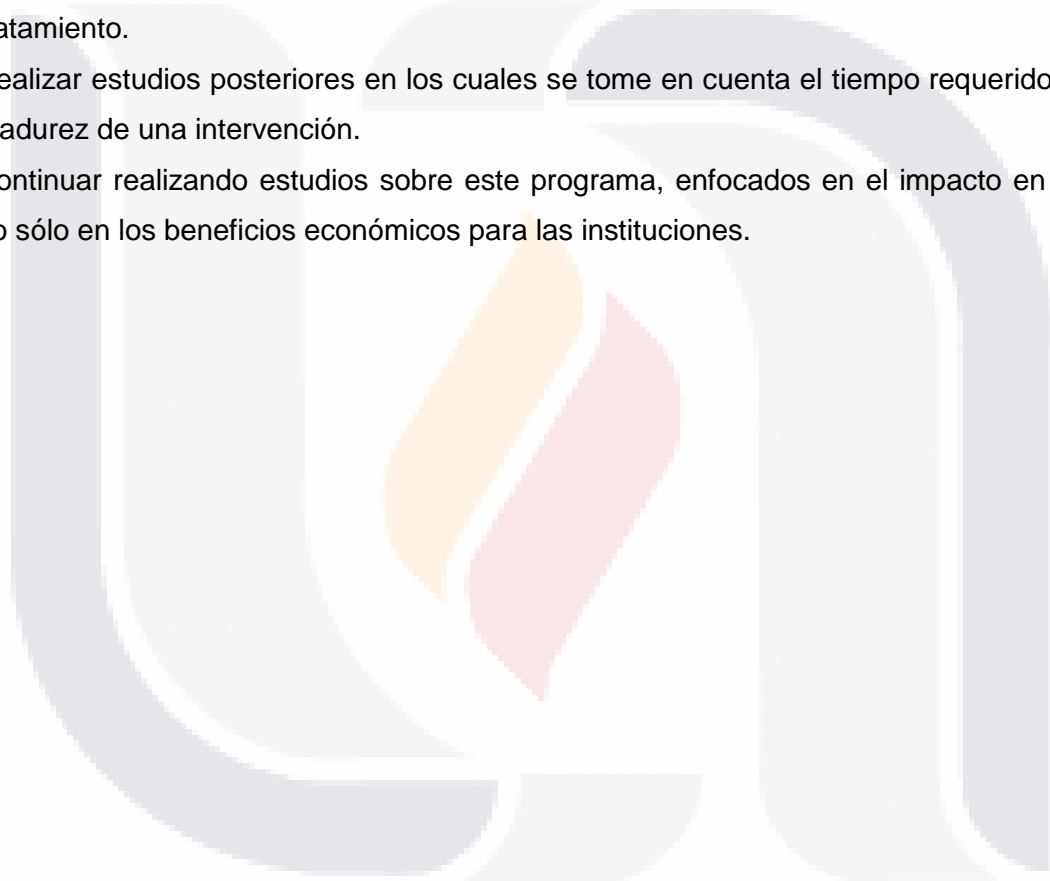 atamiento.
ealizar estudios posteriores en los cuales se tome en cuenta el tiempo requerido
adurez de una intervención.
ontinuar realizando estudios sobre este programa, enfocados en el impacto en
o sólo en los beneficios económicos para las instituciones.